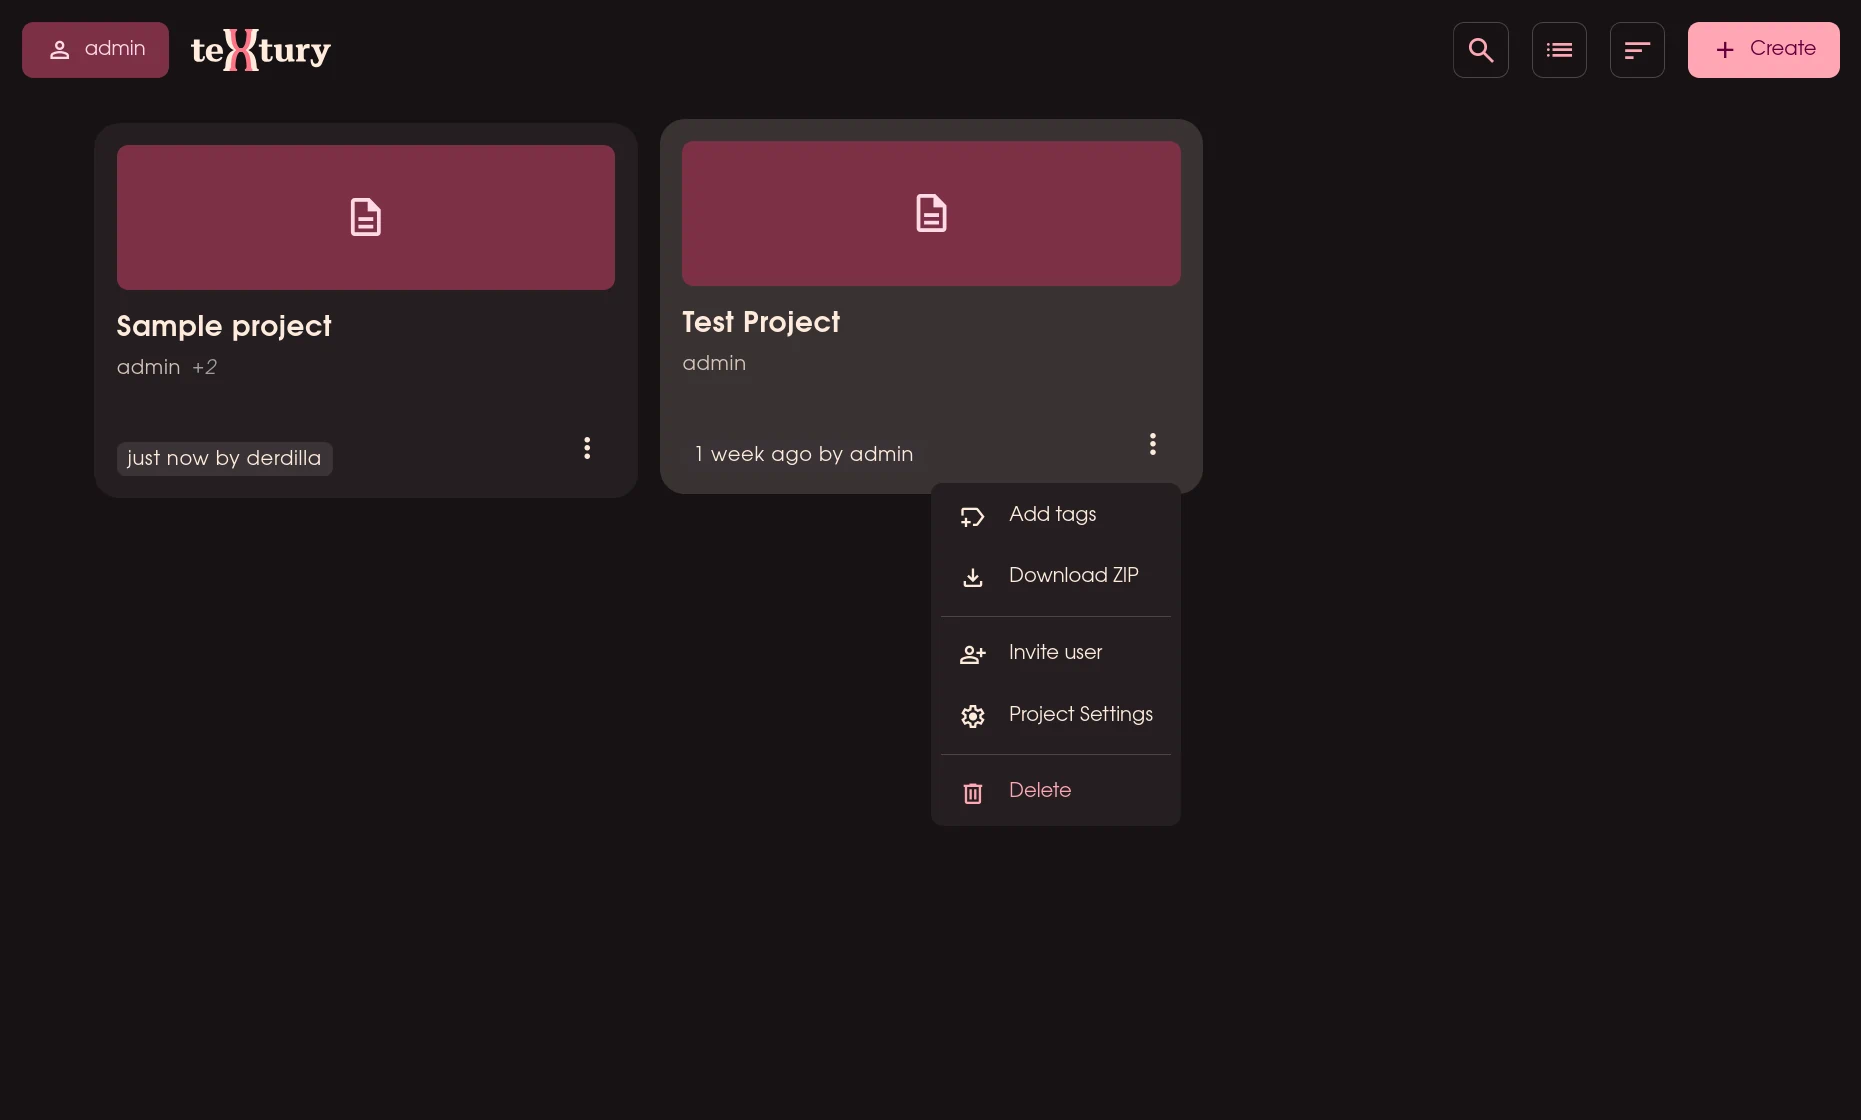 admin
teXtury
Create
Sample project
admin +2
just now by derdilla
Test Project
admin
1 week ago by admin
Add tags
Download ZIP
Invite user
Project Settings
Delete